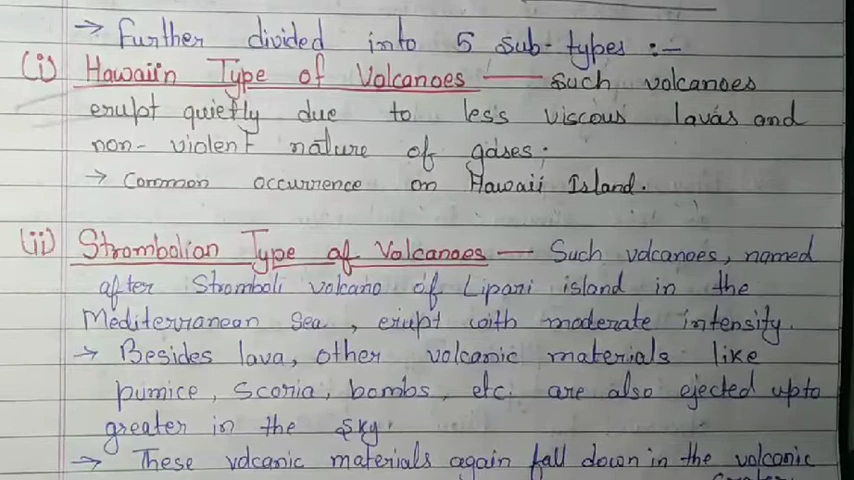 → Further divided into 5 sub-types :-
(i) Hawaiin Type of Volcanoes — such volcanoes
erupt quietly due to less viscous lavas and
non-violent nature of gases.
→ Common occurrence on Hawaii Island.
(ii) Strombolian Type of Volcanoes — Such volcanoes, named
after Stromboli volcano of Lipari island in the
Mediterranean Sea, erupt with moderate intensity.
→ Besides lava, other volcanic materials like
pumice, scoria, bombs, etc. are also ejected upto
greater in the sky.
→ These volcanic materials again fall down in the volcanic